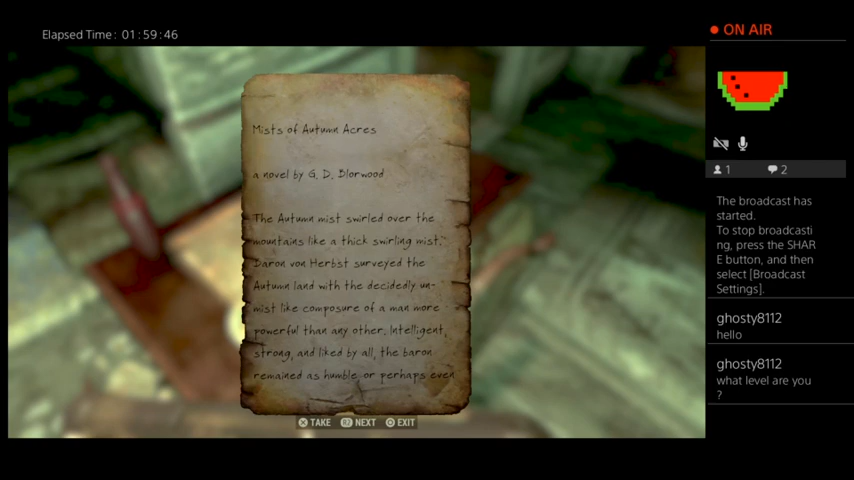 Elapsed Time : 01:59:46
ON AIR
1
2
Mists of Autumn Acres
a novel by G. D. Blorwood
The Autumn mist swirled over the
mountains like a thick swirling mist.
Daron von Herbst surveyed the
Autumn land with the decidedly un-
mist like composure of a man more
powerful than any other. Intelligent,
strong, and liked by all, the baron
remained as humble or perhaps even
TAKE
R2 NEXT
EXIT
The broadcast has
started.
To stop broadcasti
ng, press the SHAR
E button, and then
select [Broadcast
Settings].
ghosty8112
hello
ghosty8112
what level are you
?